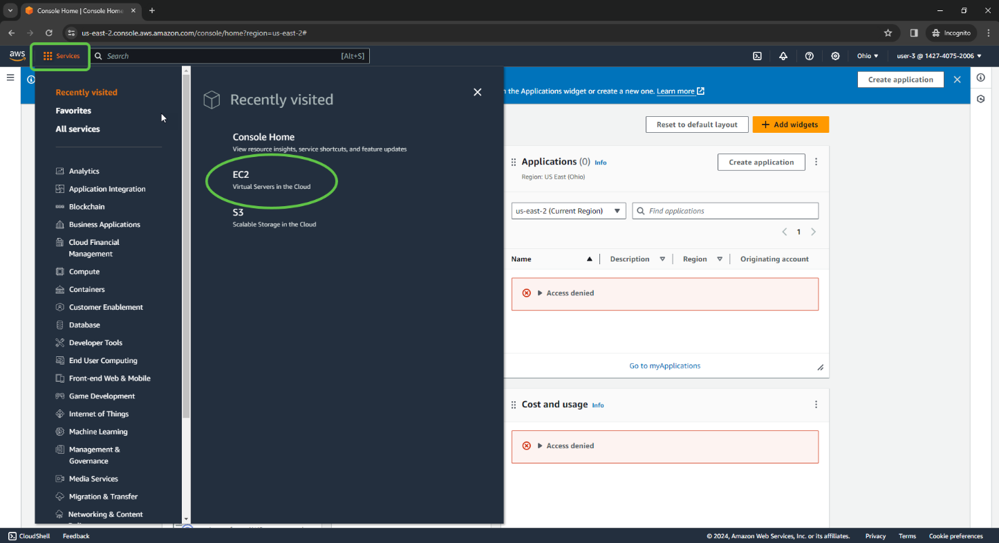 Console Home | Console Home
us-east-2.console.aws.amazon.com/console/home?region=us-east-2#
Incognito
aws
Services
Search
[Alt+S]
Ohio
user-3 @ 1427-4075-2006
n the Applications widget or create a new one. Learn more
Create application
Recently visited
Favorites
All services
Analytics
Application Integration
Blockchain
Business Applications
Cloud Financial
Management
Compute
Containers
Customer Enablement
Database
Developer Tools
End User Computing
Front-end Web & Mobile
Game Development
Internet of Things
Machine Learning
Management &
Governance
Media Services
Migration & Transfer
Networking & Content
Recently visited
Console Home
View resource insights, service shortcuts, and feature updates
EC2
Virtual Servers in the Cloud
S3
Scalable Storage in the Cloud
Reset to default layout
Add widgets
Applications (0) Info
Region: US East (Ohio)
Create application
us-east-2 (Current Region)
Find applications
1
Name
Description
Region
Originating account
Access denied
Go to myApplications
Cost and usage Info
Access denied
CloudShell
Feedback
© 2024, Amazon Web Services, Inc. or its affiliates.
Privacy
Terms
Cookie preferences